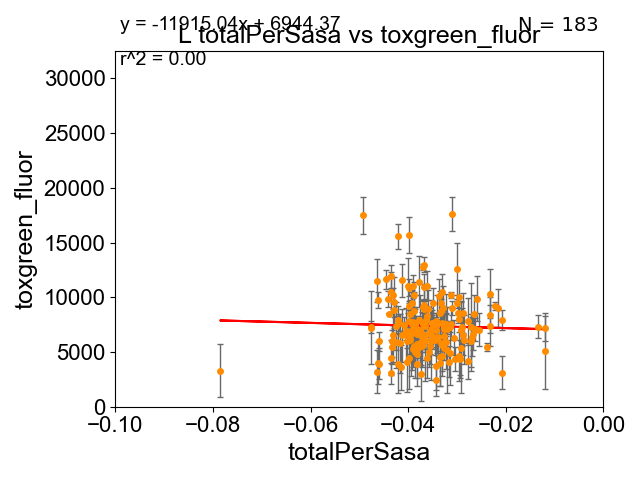 y = -11915.04x + 6944.37
N = 183
L totalPerSasa vs toxgreen_fluor
r^2 = 0.00
30000
25000
20000
15000
10000
5000
0
toxgreen_fluor
−0.10 −0.08 −0.06 −0.04 −0.02 0.00
totalPerSasa